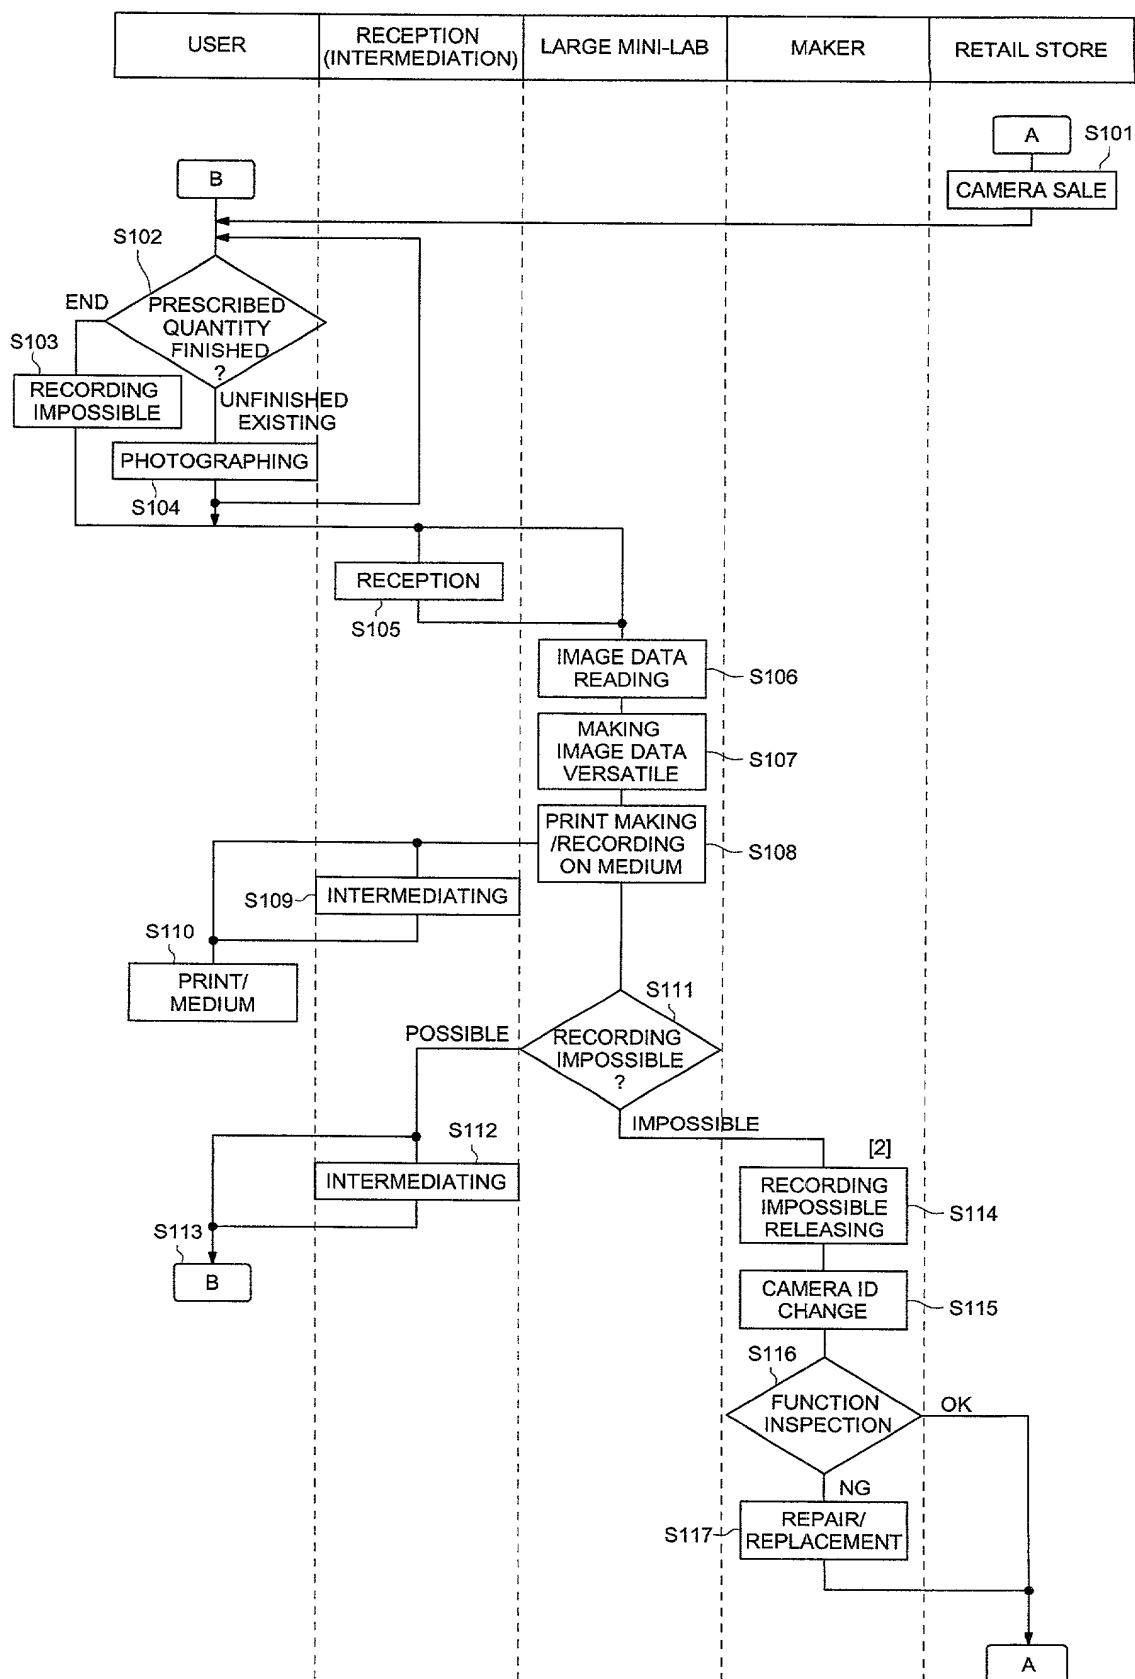 USER
RECEPTION
(INTERMEDIATION)
LARGE MINI-LAB
MAKER
RETAIL STORE
A
S101
CAMERA SALE
B
S102
END
PRESCRIBED
QUANTITY
FINISHED
?
S103
RECORDING
IMPOSSIBLE
UNFINISHED
EXISTING
PHOTOGRAPHING
S104
RECEPTION
S105
IMAGE DATA
READING
S106
MAKING
IMAGE DATA
VERSATILE
S107
PRINT MAKING
/RECORDING
ON MEDIUM
S108
S109
INTERMEDIATING
S110
PRINT/
MEDIUM
S111
POSSIBLE
RECORDING
IMPOSSIBLE
?
IMPOSSIBLE
S112
INTERMEDIATING
[2]
RECORDING
IMPOSSIBLE
RELEASING
S114
S113
B
CAMERA ID
CHANGE
S115
S116
FUNCTION
INSPECTION
OK
NG
S117
REPAIR/
REPLACEMENT
A